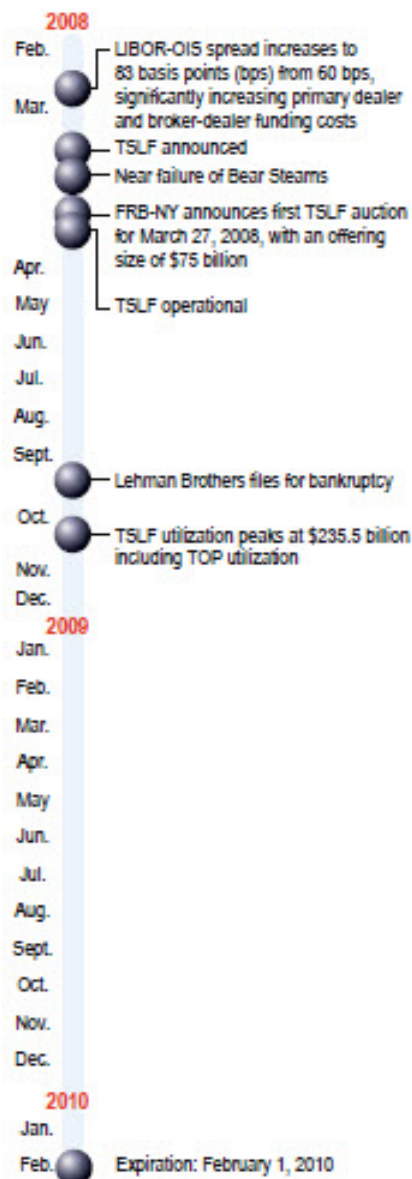 2008
Feb.
LIBOR-OIS spread increases to
83 basis points (bps) from 60 bps,
significantly increasing primary dealer
and broker-dealer funding costs
Mar.
TSLF announced
Near failure of Bear Stearns
FRB-NY announces first TSLF auction
for March 27, 2008, with an offering
size of $75 billion
Apr.
May
TSLF operational
Jun.
Jul.
Aug.
Sept.
Lehman Brothers files for bankruptcy
Oct.
TSLF utilization peaks at $235.5 billion
including TOP utilization
Nov.
Dec.
2009
Jan.
Feb.
Mar.
Apr.
May
Jun.
Jul.
Aug.
Sept.
Oct.
Nov.
Dec.
2010
Jan.
Feb.
Expiration: February 1, 2010